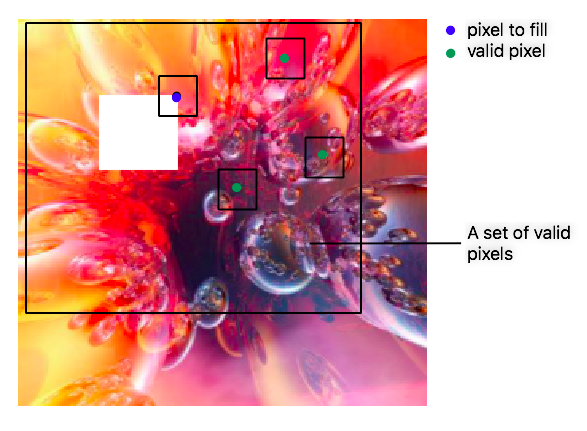 pixel to fill
valid pixel
A set of valid
pixels